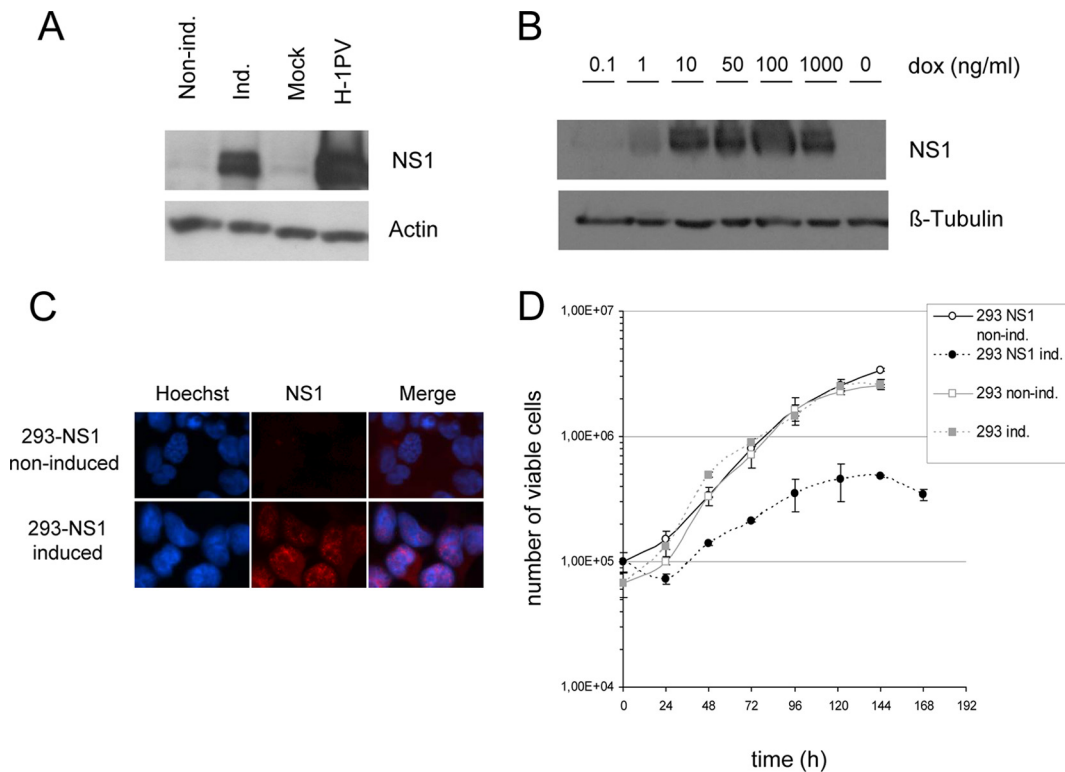 A
Non-ind.
Ind.
Mock
H-1PV
NS1
Actin
B
0.1 1 10 50 100 1000 0 dox (ng/ml)
NS1
ß-Tubulin
C
Hoechst NS1 Merge
293-NS1
non-induced
293-NS1
induced
D
number of viable cells
1,00E+07
1,00E+06
1,00E+05
1,00E+04
0 24 48 72 96 120 144 168 192
time (h)
293 NS1
non-ind.
293 NS1 ind.
293 non-ind.
293 ind.